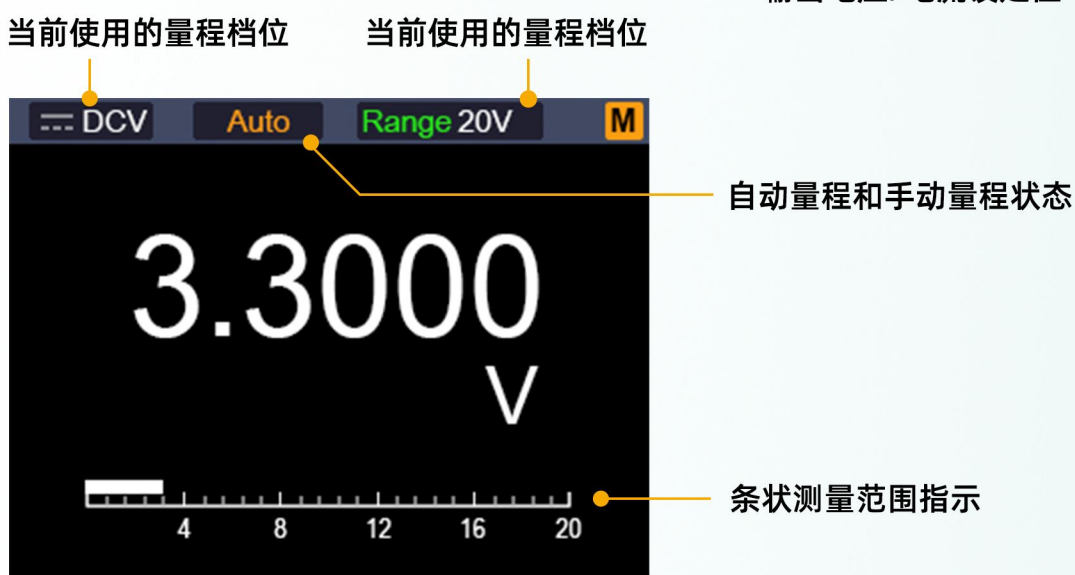 当前使用的量程档位 当前使用的量程档位
DCV Auto Range 20V M
自动量程和手动量程状态
3.3000
V
条状测量范围指示
4 8 12 16 20